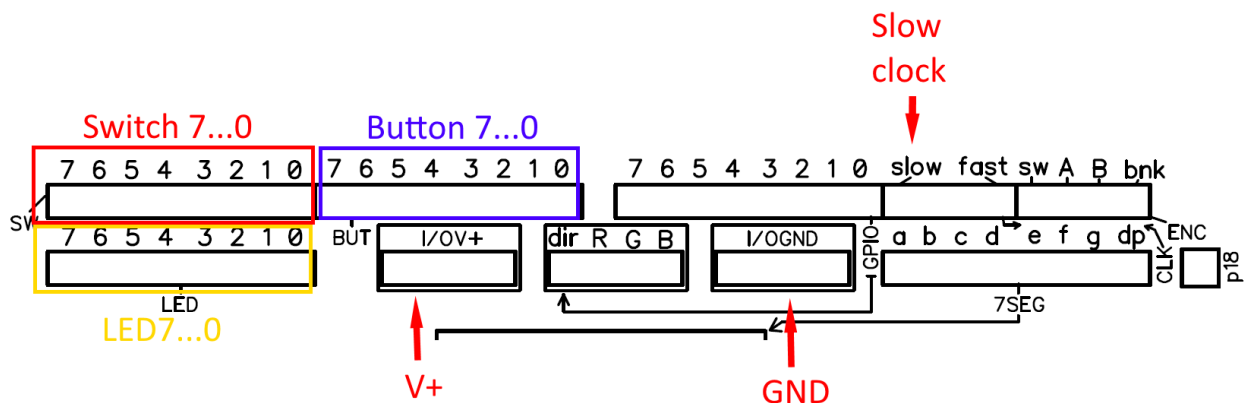 Slow
clock
Switch 7...0
Button 7...0
7 6 5 4 3 2 1 0 7 6 5 4 3 2 1 0 7 6 5 4 3 2 1 0 slow fast sw A B bnk
SW
7 6 5 4 3 2 1 0 BUT I/OV+ dir R G B I/OGND GPIO a b c d e f g dp ENC
CLK
p18
LED
7SEG
LED7...0
V+
GND